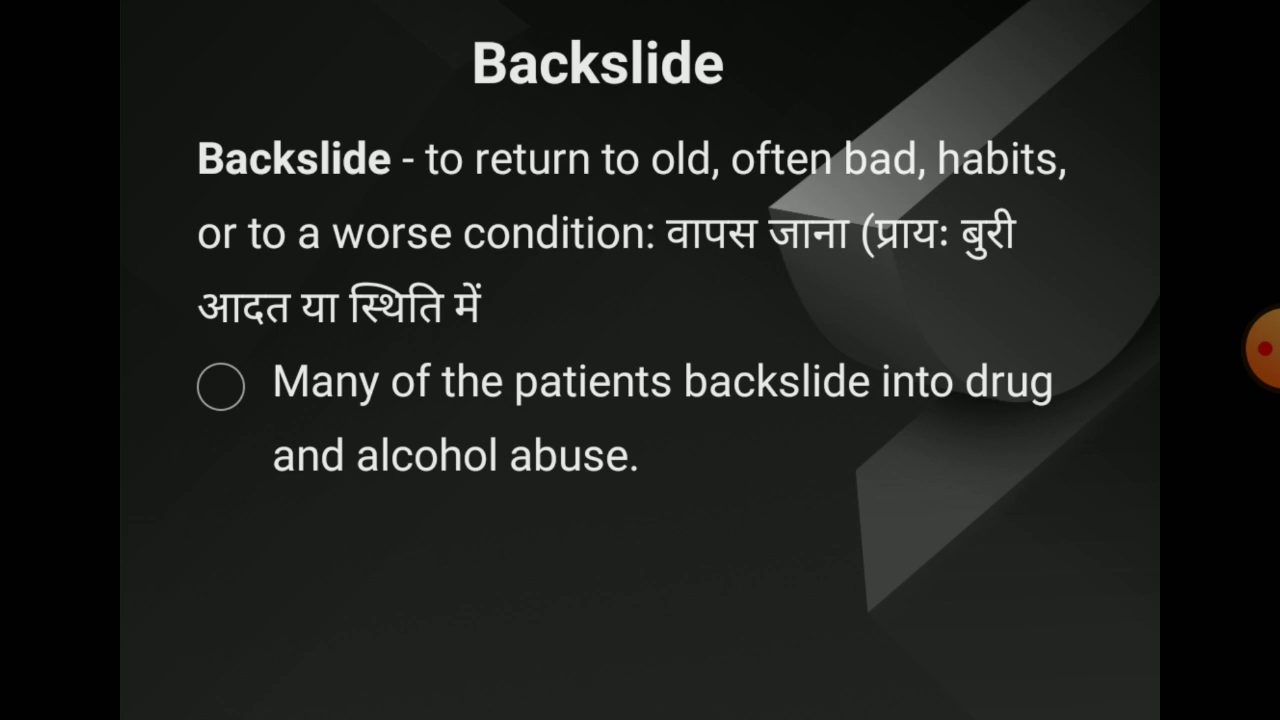 Backslide
Backslide - to return to old, often bad, habits,
or to a worse condition: वापस जाना (प्रायः बुरी
आदत या स्थिति में
Many of the patients backslide into drug
and alcohol abuse.